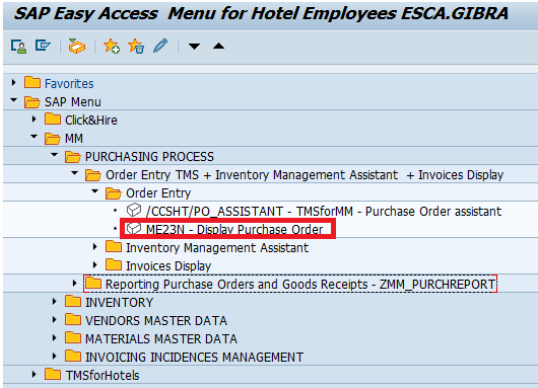 SAP Easy Access Menu for Hotel Employees ESCA.GIBRA
Favorites
SAP Menu
Click&Hire
MM
PURCHASING PROCESS
Order Entry TMS + Inventory Management Assistant + Invoices Display
Order Entry
/CCSHT/PO_ASSISTANT - TMSforMM - Purchase Order assistant
ME23N - Display Purchase Order
Inventory Management Assistant
Invoices Display
Reporting Purchase Orders and Goods Receipts - ZMM_PURCHREPORT
INVENTORY
VENDORS MASTER DATA
MATERIALS MASTER DATA
INVOICING INCIDENCES MANAGEMENT
TMSforHotels